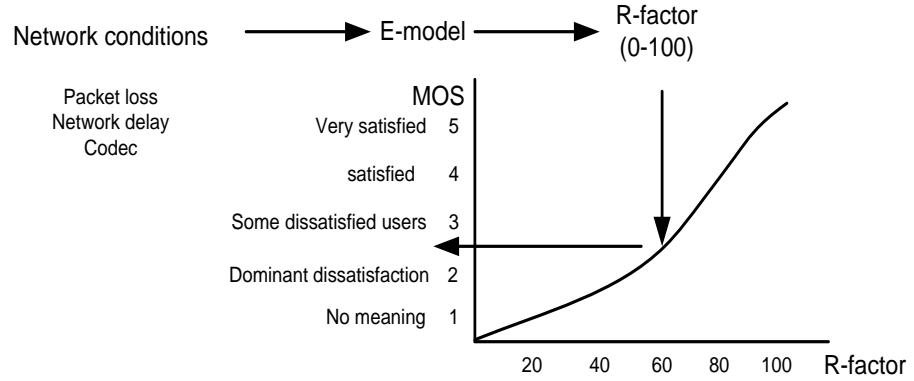 Network conditions
E-model
R-factor
(0-100)
Packet loss
Network delay
Codec
MOS
Very satisfied 5
satisfied 4
Some dissatisfied users 3
Dominant dissatisfaction 2
No meaning 1
20 40 60 80 100 R-factor